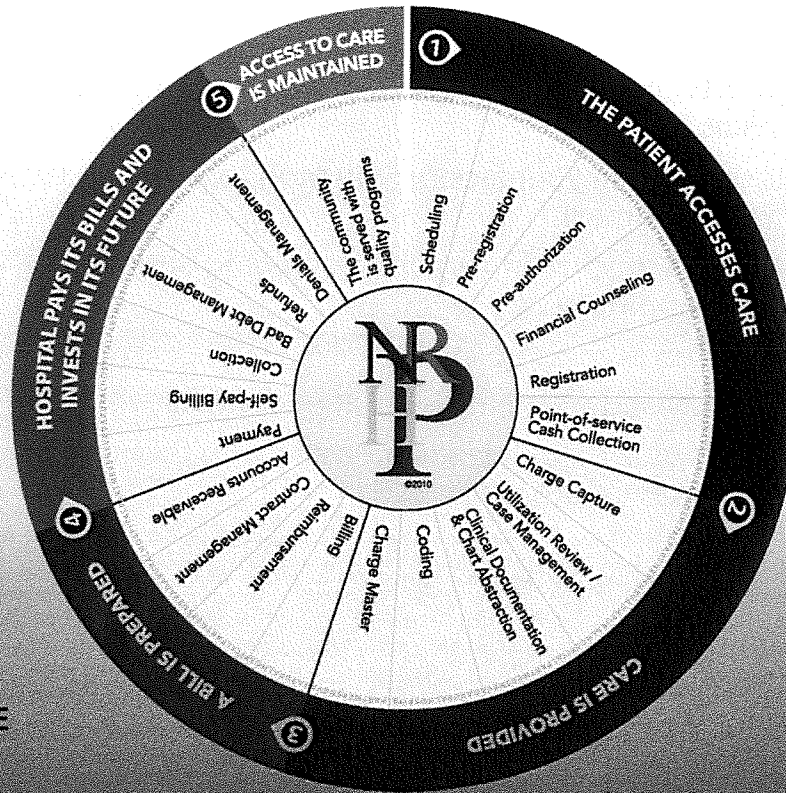 1
THE PATIENT ACCESSES CARE
Scheduling
Pre-registration
Pre-authorization
Financial Counseling
Registration
Point-of-service
Cash Collection
2
CARE IS PROVIDED
Charge Capture
Utilization Review /
Case Management
Clinical Documentation
& Chart Abstraction
Coding
Charge Master
3
A BILL IS PREPARED
Billing
Reimbursement
Contract Management
Accounts Receivable
4
HOSPITAL PAYS ITS BILLS AND
INVESTS IN ITS FUTURE
Payment
Self-pay Billing
Collection
Bad Debt Management
Refunds
Denials Management
5
ACCESS TO CARE
IS MAINTAINED
The community
is served with
quality programs
©2010
E